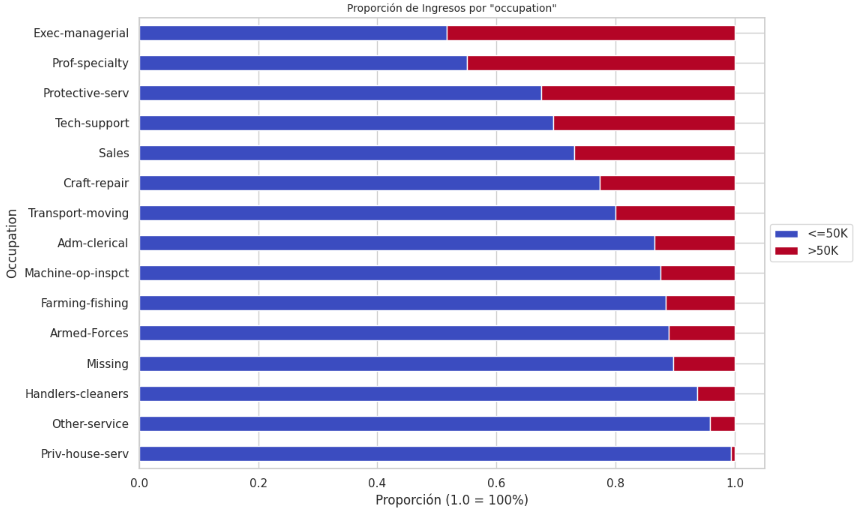 Proporción de Ingresos por "occupation"
Exec-managerial
Prof-specialty
Protective-serv
Tech-support
Sales
Craft-repair
Transport-moving
Adm-clerical
Machine-op-inspct
Farming-fishing
Armed-Forces
Missing
Handlers-cleaners
Other-service
Priv-house-serv
Occupation
0.0 0.2 0.4 0.6 0.8 1.0
Proporción (1.0 = 100%)
<=50K
>50K